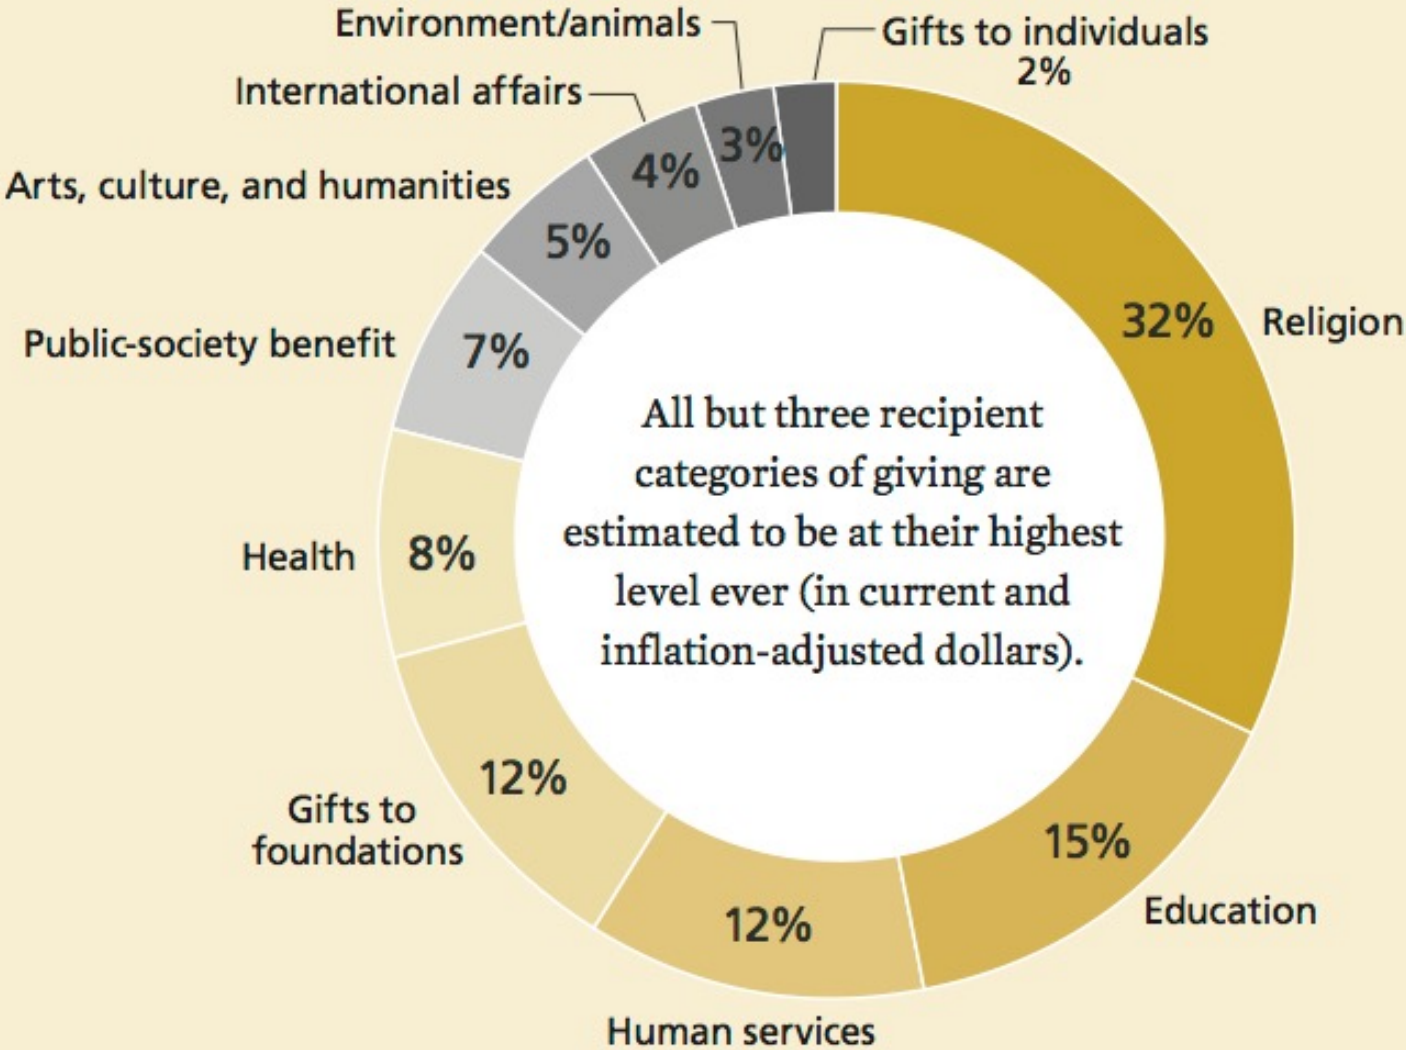 Environment/animals
Gifts to individuals
2%
International affairs
3%
4%
Arts, culture, and humanities
5%
32%
Religion
Public-society benefit
7%
All but three recipient
categories of giving are
estimated to be at their highest
level ever (in current and
inflation-adjusted dollars).
Health
8%
12%
Gifts to
foundations
15%
Education
12%
Human services